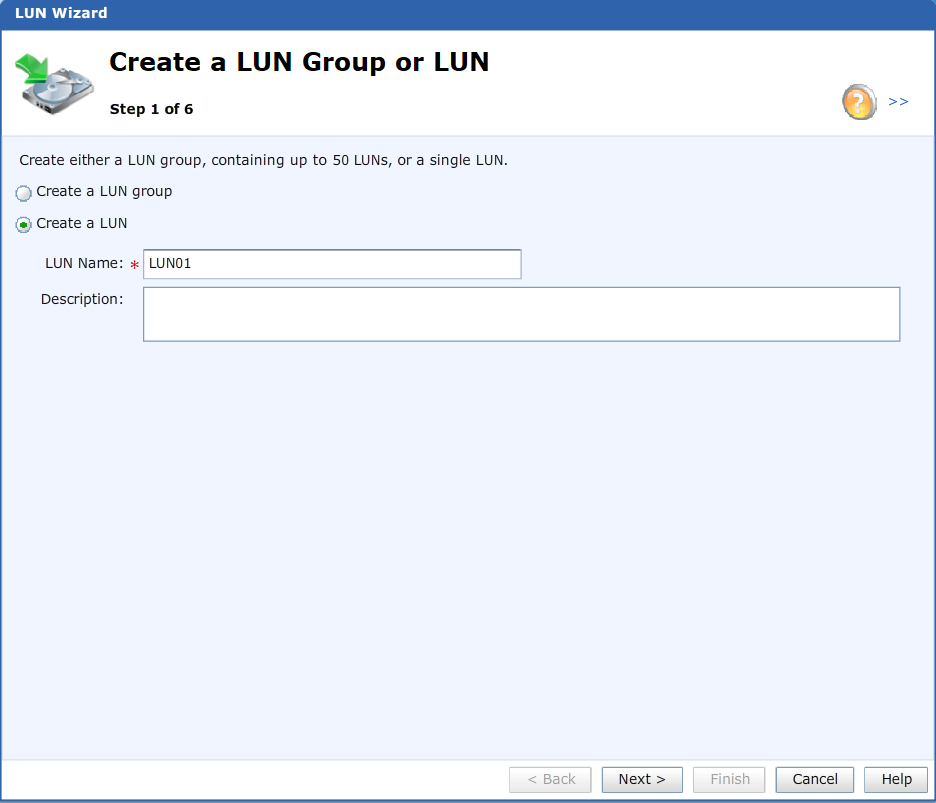 LUN Wizard
Create a LUN Group or LUN
Step 1 of 6
?
>>
Create either a LUN group, containing up to 50 LUNs, or a single LUN.
Create a LUN group
Create a LUN
LUN Name: * LUN01
Description:
< Back Next > Finish Cancel Help